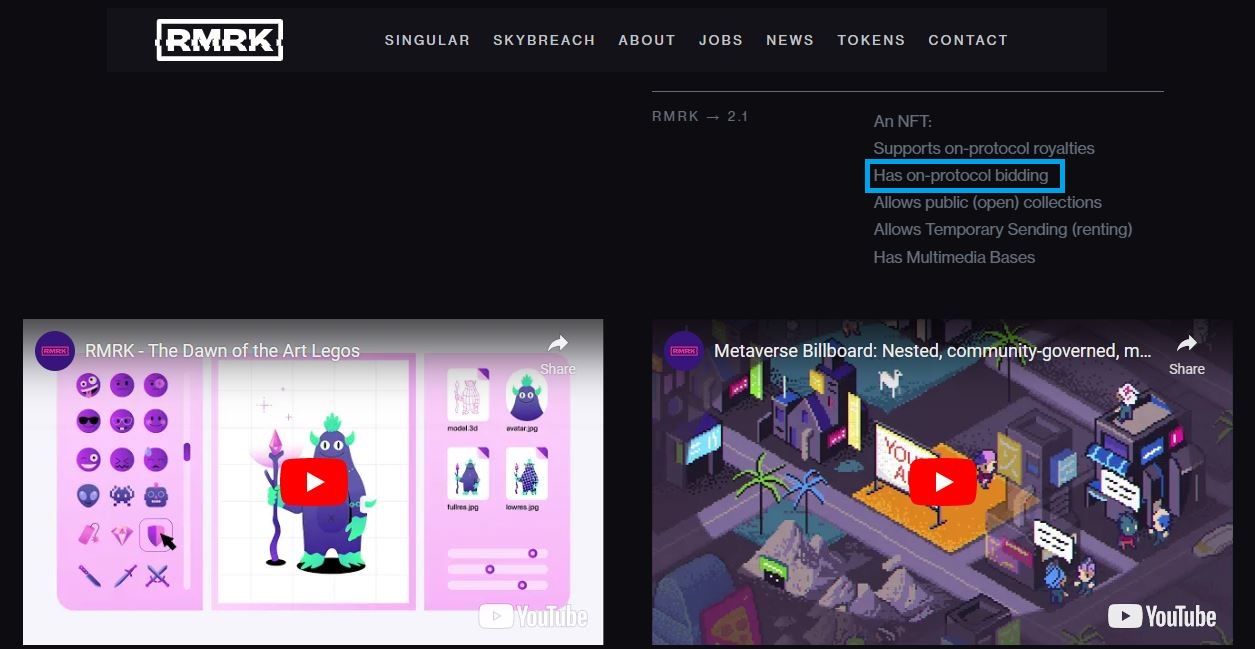 RMRK
SINGULAR SKYBREACH ABOUT JOBS NEWS TOKENS CONTACT
RMRK → 2.1
An NFT:
Supports on-protocol royalties
Has on-protocol bidding
Allows public (open) collections
Allows Temporary Sending (renting)
Has Multimedia Bases
RMRK
RMRK - The Dawn of the Art Legos
Share
model.3d
avatar.jpg
fullres.jpg
lowres.jpg
YouTube
RMRK
Metaverse Billboard: Nested, community-governed, m...
Share
YOU
YouTube